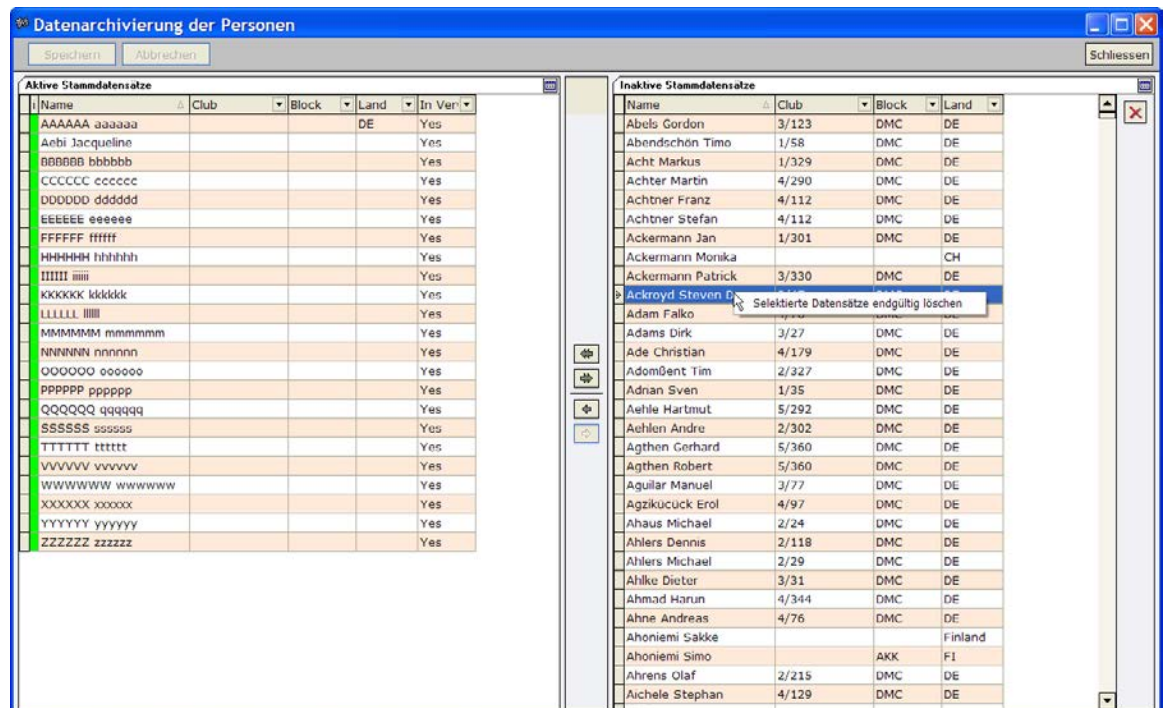 Datenarchivierung der Personen
Speichern Abbrechen Schliessen
Aktive Stammdatensätze
Name Club Block Land In Ver
AAAAAA aaaaaa DE Yes
Aebi Jacqueline Yes
BBBBBB bbbbbb Yes
CCCCCC cccccc Yes
DDDDDD dddddd Yes
EEEEEE eeeeee Yes
FFFFFF ffffff Yes
HHHHHH hhhhhh Yes
IIIIII iiiiii Yes
KKKKKK kkkkkk Yes
LLLLLL llllll Yes
MMMMMM mmmmmm Yes
NNNNNN nnnnnn Yes
OOOOOO oooooo Yes
PPPPPP pppppp Yes
QQQQQQ qqqqqq Yes
SSSSSS ssssss Yes
TTTTTT tttttt Yes
VVVVVV vvvvvv Yes
WWWWWW wwwwww Yes
XXXXXX xxxxxx Yes
YYYYYY yyyyyy Yes
ZZZZZZ zzzzzz Yes
Inaktive Stammdatensätze
Name Club Block Land
Abels Gordon 3/123 DMC DE
Abendschön Timo 1/58 DMC DE
Acht Markus 1/329 DMC DE
Achter Martin 4/290 DMC DE
Achtner Franz 4/112 DMC DE
Achtner Stefan 4/112 DMC DE
Ackermann Jan 1/301 DMC DE
Ackermann Monika CH
Ackermann Patrick 3/330 DMC DE
Ackroyd Steven D
Selektierte Datensätze endgültig löschen
Adam Falko
Adams Dirk 3/27 DMC DE
Ade Christian 4/179 DMC DE
Adomßent Tim 2/327 DMC DE
Adrian Sven 1/35 DMC DE
Aehle Hartmut 5/292 DMC DE
Aehlen Andre 2/302 DMC DE
Agthen Gerhard 5/360 DMC DE
Agthen Robert 5/360 DMC DE
Aguilar Manuel 3/77 DMC DE
Agzikücück Erol 4/97 DMC DE
Ahaus Michael 2/24 DMC DE
Ahlers Dennis 2/118 DMC DE
Ahlers Michael 2/29 DMC DE
Ahlke Dieter 3/31 DMC DE
Ahmad Harun 4/344 DMC DE
Ahne Andreas 4/76 DMC DE
Ahoniemi Sakke Finland
Ahoniemi Simo AKK FI
Ahrens Olaf 2/215 DMC DE
Aichele Stephan 4/129 DMC DE